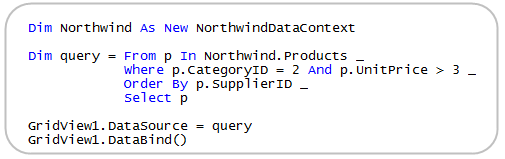 Dim Northwind As New NorthwindDataContext
Dim query = From p In Northwind.Products _
Where p.CategoryID = 2 And p.UnitPrice > 3 _
Order By p.SupplierID _
Select p
GridView1.DataSource = query
GridView1.DataBind()